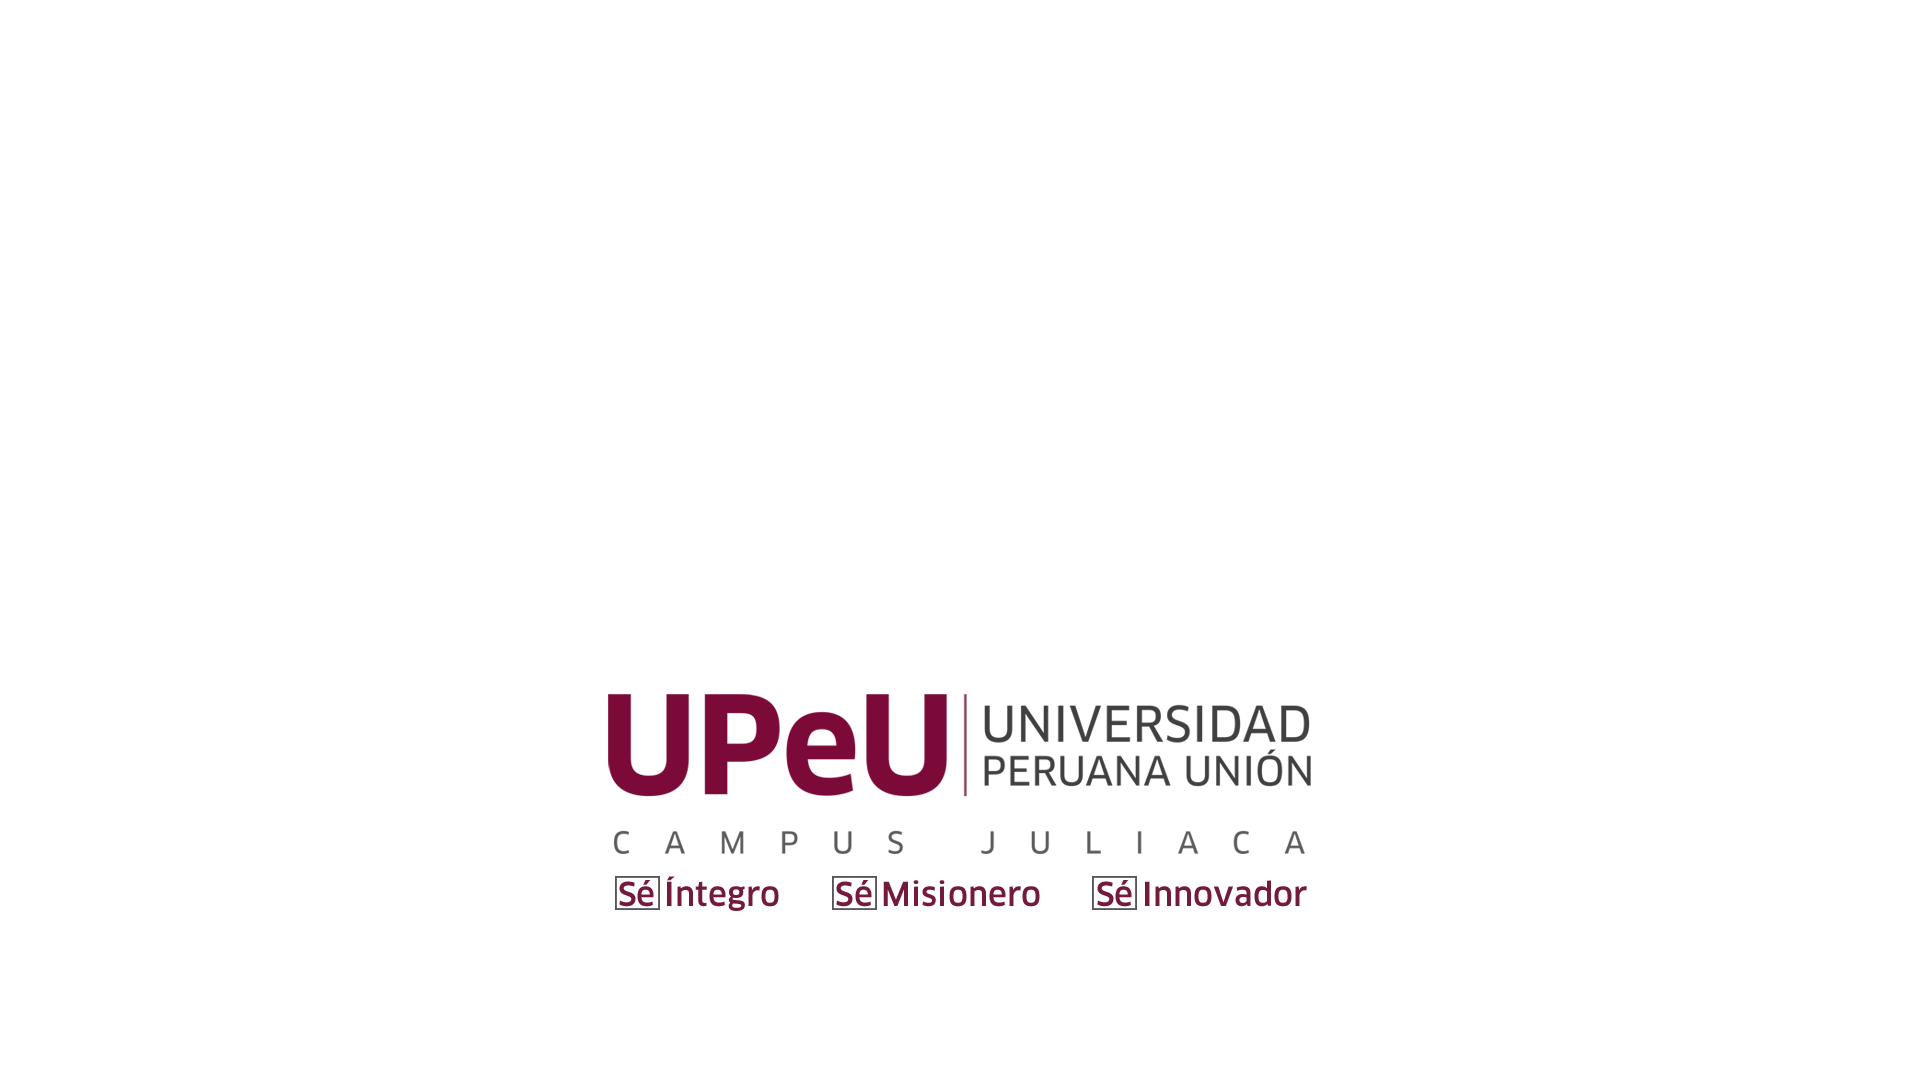 UPeU
UNIVERSIDAD
PERUANA UNIÓN
CAMPUS JULIACA
Sé Íntegro Sé Misionero Sé Innovador